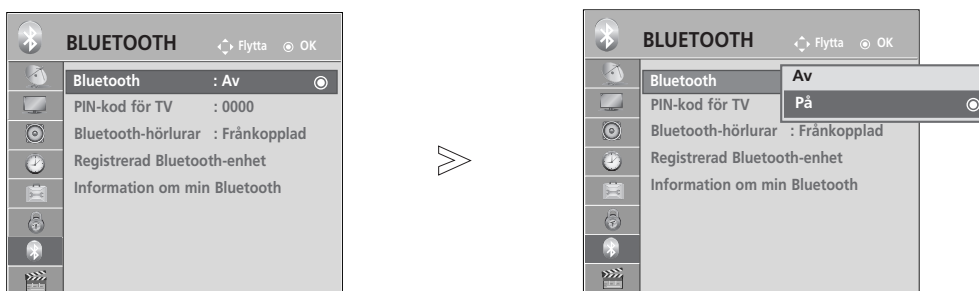 BLUETOOTH Flytta OK
Bluetooth : Av
PIN-kod för TV : 0000
Bluetooth-hörlurar : Frånkopplad
Registrerad Bluetooth-enhet
Information om min Bluetooth
BLUETOOTH Flytta OK
Bluetooth
Av
PIN-kod för TV
På
Bluetooth-hörlurar : Frånkopplad
Registrerad Bluetooth-enhet
Information om min Bluetooth